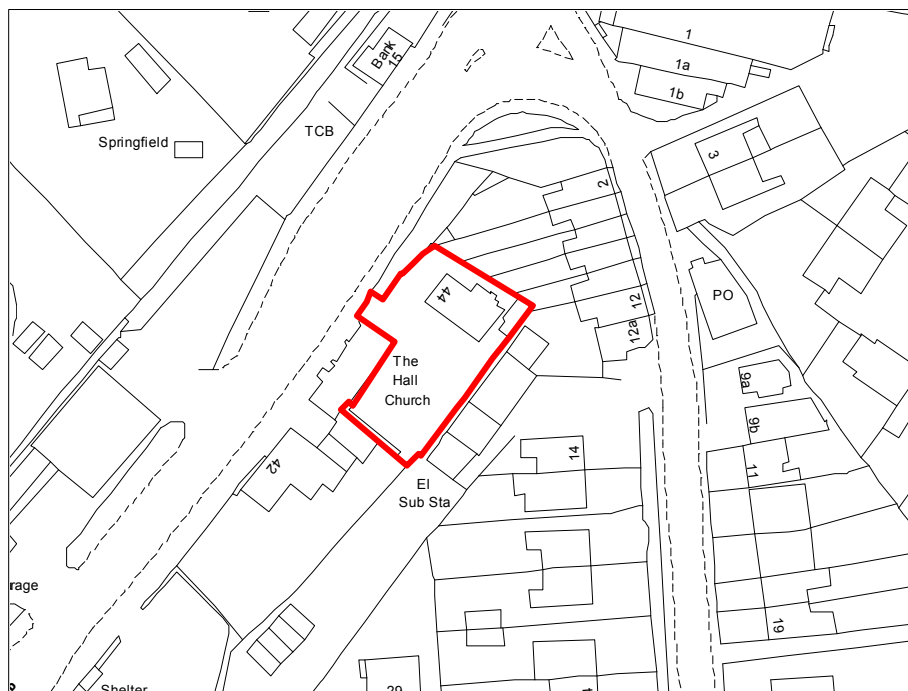 Bank
15
1
1a
1b
TCB
Springfield
3
2
44
12
12a
PO
The
Hall
Church
9a
9b
11
42
14
El
Sub Sta
rage
19
Shelter
29